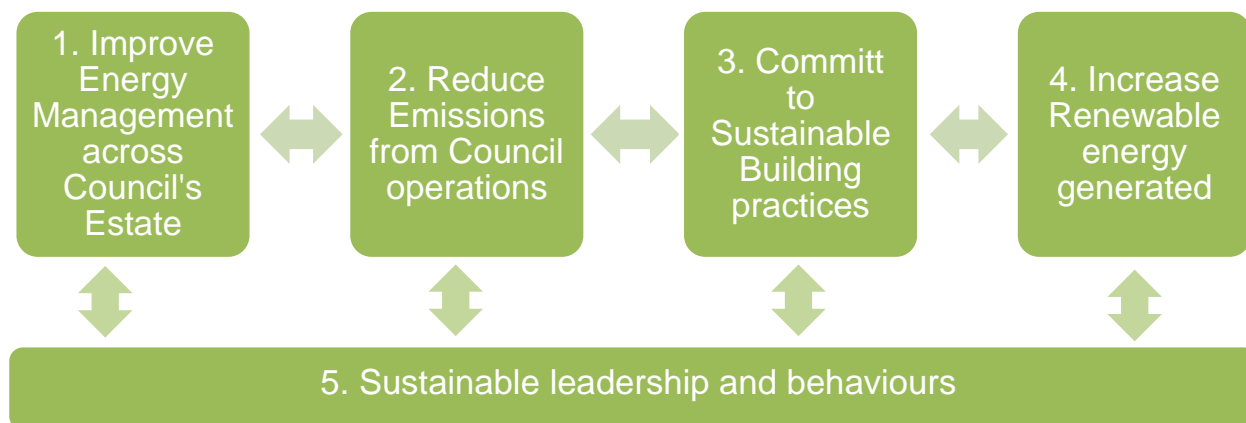 1. Improve
Energy
Management
across
Council's
Estate
2. Reduce
Emissions
from Council
operations
3. Committ
to
Sustainable
Building
practices
4. Increase
Renewable
energy
generated
5. Sustainable leadership and behaviours